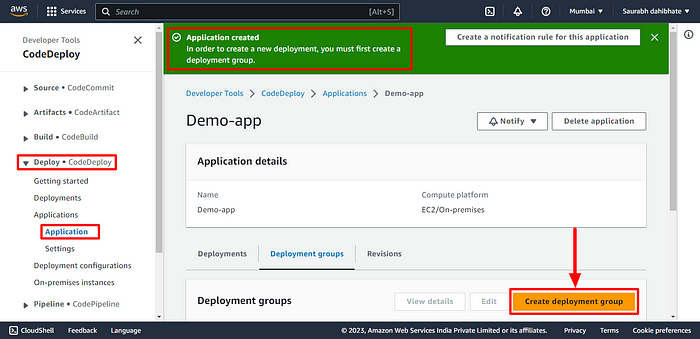 aws
Services
Search
[Alt+S]
Mumbai
Saurabh dahibhate
Developer Tools
CodeDeploy
Source • CodeCommit
Artifacts • CodeArtifact
Build • CodeBuild
Deploy • CodeDeploy
Getting started
Deployments
Applications
Application
Settings
Deployment configurations
On-premises instances
Pipeline • CodePipeline
Application created
In order to create a new deployment, you must first create a
deployment group.
Create a notification rule for this application
Developer Tools
CodeDeploy
Applications
Demo-app
Demo-app
Notify
Delete application
Application details
Name
Compute platform
Demo-app
EC2/On-premises
Deployments
Deployment groups
Revisions
Deployment groups
View details
Edit
Create deployment group
CloudShell
Feedback
Language
© 2023, Amazon Web Services India Private Limited or its affiliates.
Privacy
Terms
Cookie preferences